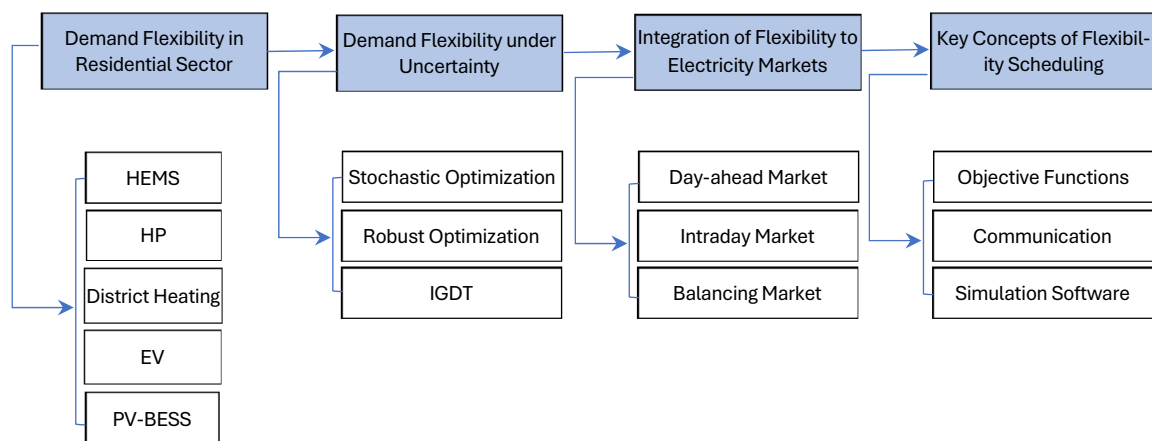 Demand Flexibility in
Residential Sector
Demand Flexibility under
Uncertainty
Integration of Flexibility to
Electricity Markets
Key Concepts of Flexibil-
ity Scheduling
HEMS
HP
District Heating
EV
PV-BESS
Stochastic Optimization
Robust Optimization
IGDT
Day-ahead Market
Intraday Market
Balancing Market
Objective Functions
Communication
Simulation Software